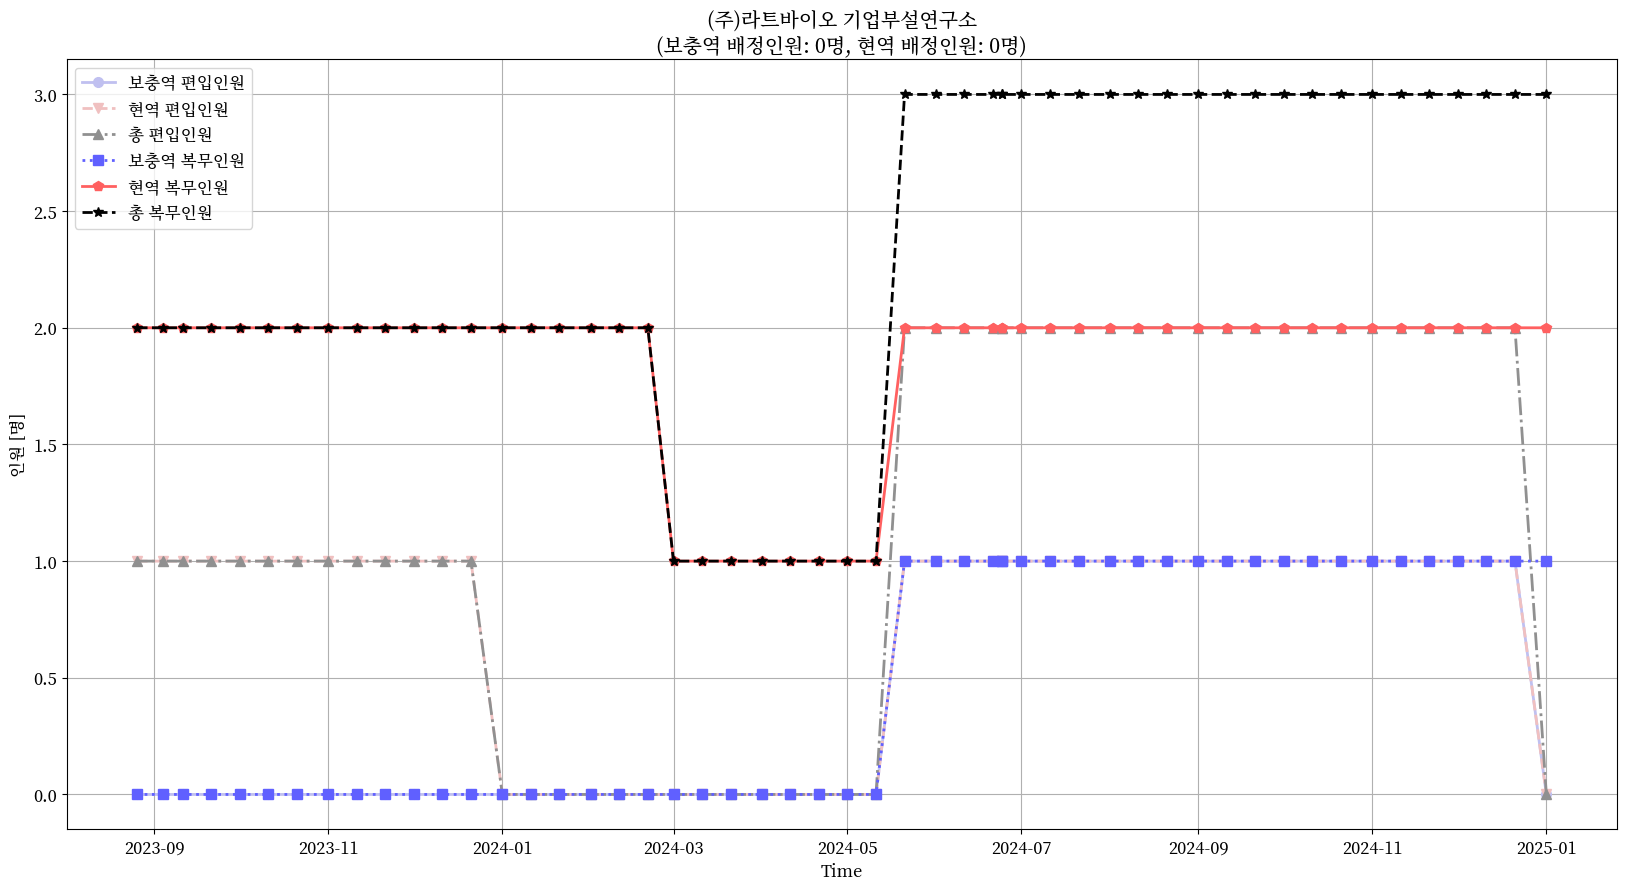 (주)라트바이오 기업부설연구소
(보충역 배정인원: 0명, 현역 배정인원: 0명)
보충역 편입인원
현역 편입인원
총 편입인원
보충역 복무인원
현역 복무인원
총 복무인원
3.0
2.5
2.0
1.5
1.0
0.5
0.0
인원 [명]
2023-09 2023-11 2024-01 2024-03 2024-05 2024-07 2024-09 2024-11 2025-01
Time